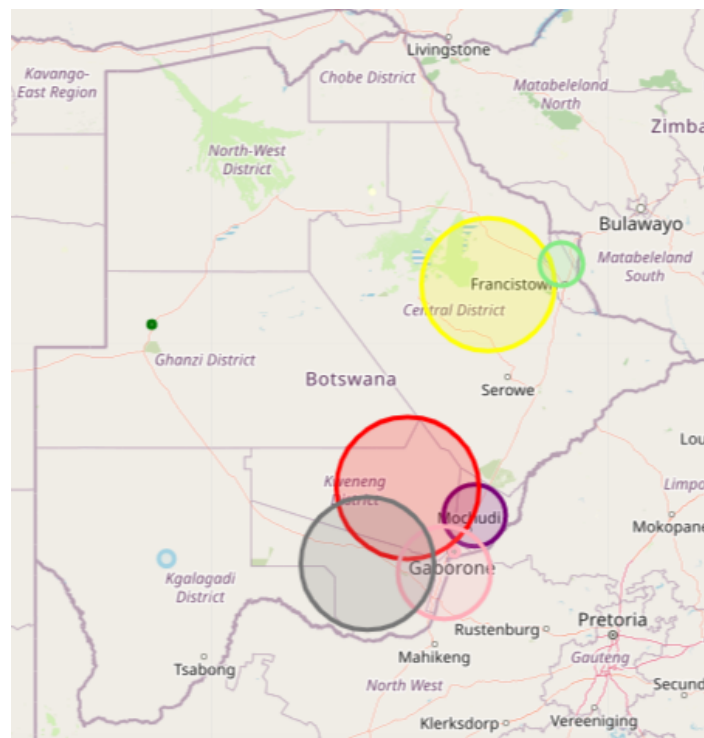 Livingstone
Kavango-
East Region
Chobe District
Matabeleland
North
Zimba
North-West
District
Bulawayo
Matabeleland
South
Francistown
Central District
Ghanzi District
Botswana
Serowe
Lou
Kweneng
District
Limpo
Mochudi
Mokopane
Gaborone
Kgalagadi
District
Pretoria
Rustenburg
Mahikeng
Gauteng
Tsabong
North West
Secund
Klerksdorp
Vereeniging